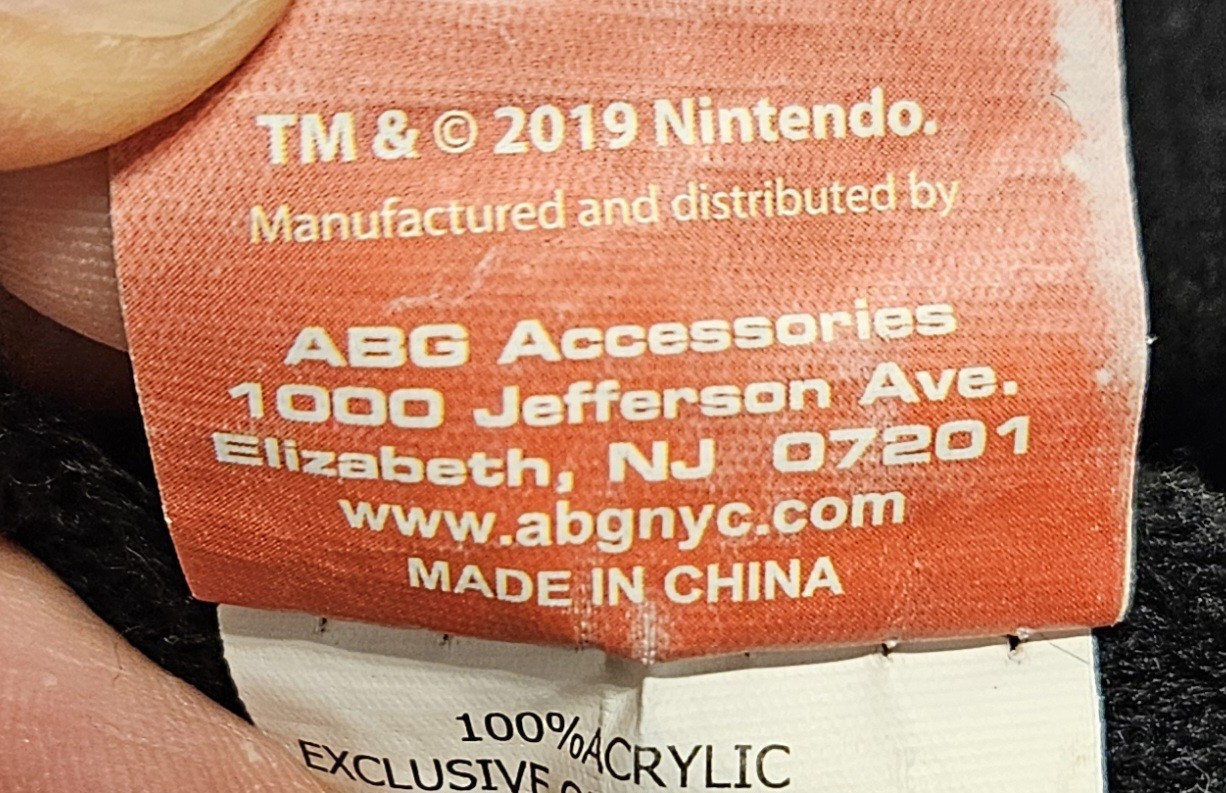 TM & © 2019 Nintendo.
Manufactured and distributed by
ABG Accessories
1000 Jefferson Ave.
Elizabeth, NJ 07201
www.abgnyc.com
MADE IN CHINA
100%ACRYLIC
EXCLUSIVE